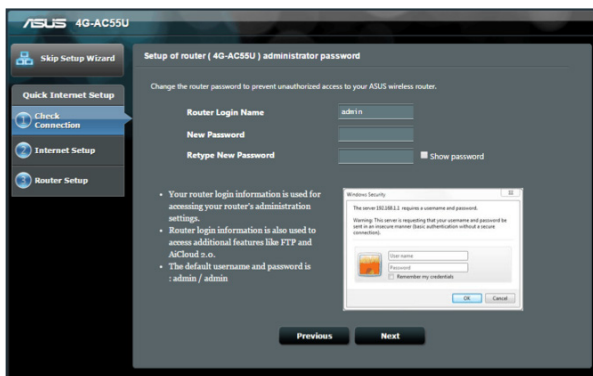 ASUS 4G-AC55U
Skip Setup Wizard
Quick Internet Setup
1 Check Connection
2 Internet Setup
3 Router Setup
Setup of router ( 4G-AC55U ) administrator password
Change the router password to prevent unauthorized access to your ASUS wireless router.
Router Login Name admin
New Password
Retype New Password Show password
• Your router login information is used for
accessing your router's administration
settings.
• Router login information is also used to
access additional features like FTP and
AiCloud 2.0.
• The default username and password is
: admin / admin
Windows Security
The server 192.168.1.1 requires a username and password.
Warning: This server is requesting that your username and password be
sent in an insecure manner (basic authentication without a secure
connection).
User name
Password
Remember my credentials
OK Cancel
Previous Next